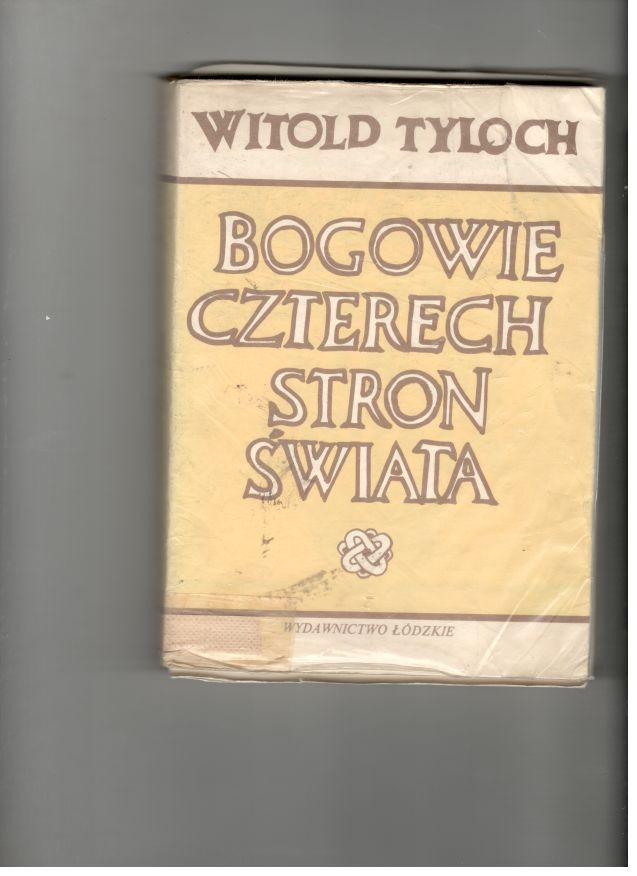 WITOLD TYLOCH
BOGOWIE
CZTERECH
STRON
ŚWIATA
WYDAWNICTWO ŁÓDZKIE